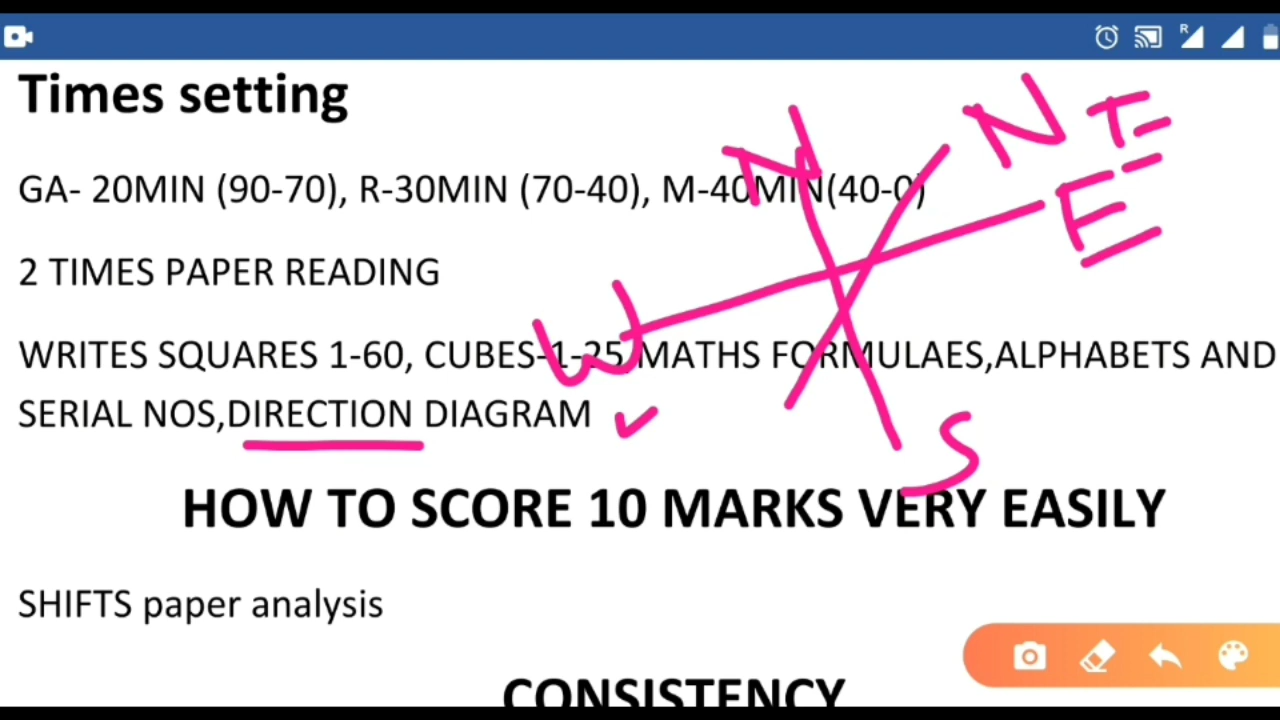 R
Times setting
N
NE
GA- 20MIN (90-70), R-30MIN (70-40), M-40MIN(40-0)
E
2 TIMES PAPER READING
W
WRITES SQUARES 1-60, CUBES-1-25,MATHS FORMULAES,ALPHABETS AND
SERIAL NOS,DIRECTION DIAGRAM
S
HOW TO SCORE 10 MARKS VERY EASILY
SHIFTS paper analysis
CONSISTENCY